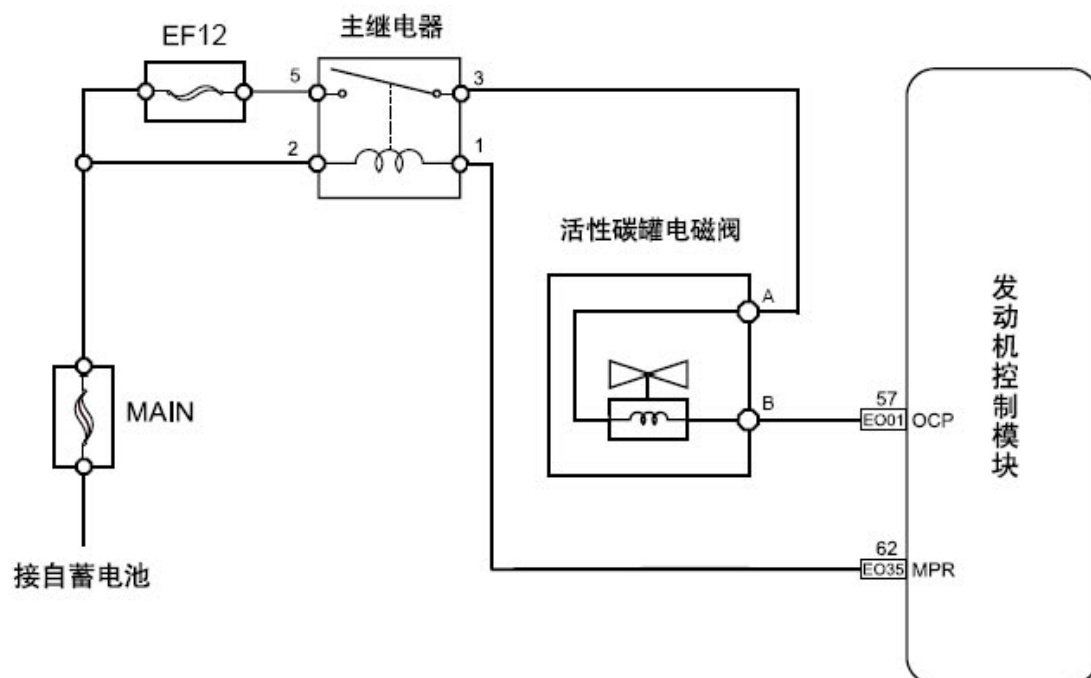 主继电器
EF12
5
3
2
1
活性碳罐电磁阀
A
B
MAIN
接自蓄电池
57
EO01
OCP
62
EO35
MPR
发动机控制模块